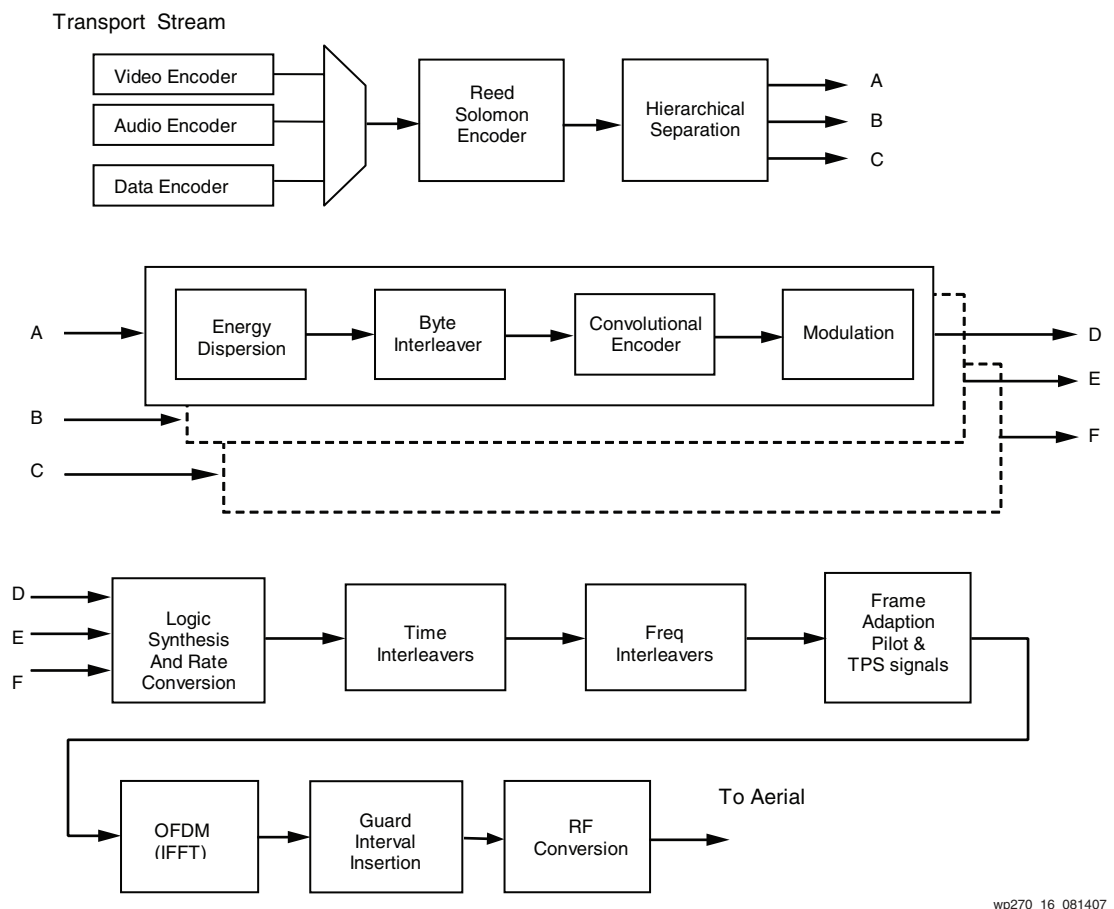 Transport Stream
Video Encoder
Audio Encoder
Data Encoder
Reed
Solomon
Encoder
Hierarchical
Separation
A
B
C
A
B
C
Energy
Dispersion
Byte
Interleaver
Convolutional
Encoder
Modulation
D
E
F
D
E
F
Logic
Synthesis
And Rate
Conversion
Time
Interleavers
Freq
Interleavers
Frame
Adaption
Pilot &
TPS signals
OFDM
(IFFT)
Guard
Interval
Insertion
RF
Conversion
To Aerial
wp270_16_081407